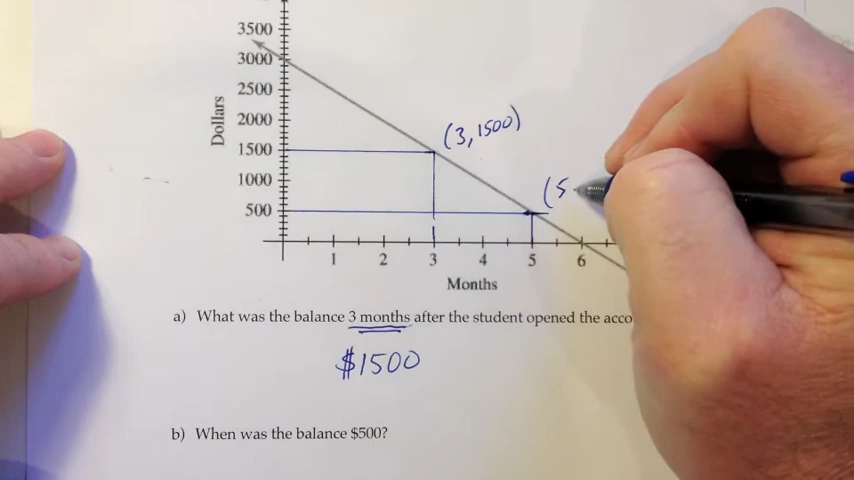 3500
3000
2500
2000
1500
1000
500
Dollars
(3, 1500)
(5
1 2 3 4 5 6
Months
a) What was the balance 3 months after the student opened the acco
$1500
b) When was the balance $500?